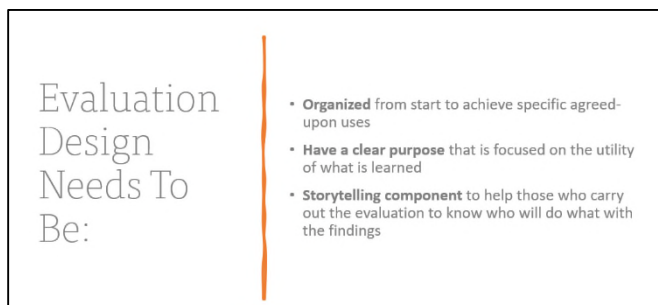 Evaluation
Design
Needs To
Be:
• Organized from start to achieve specific agreed-
upon uses
• Have a clear purpose that is focused on the utility
of what is learned
• Storytelling component to help those who carry
out the evaluation to know who will do what with
the findings